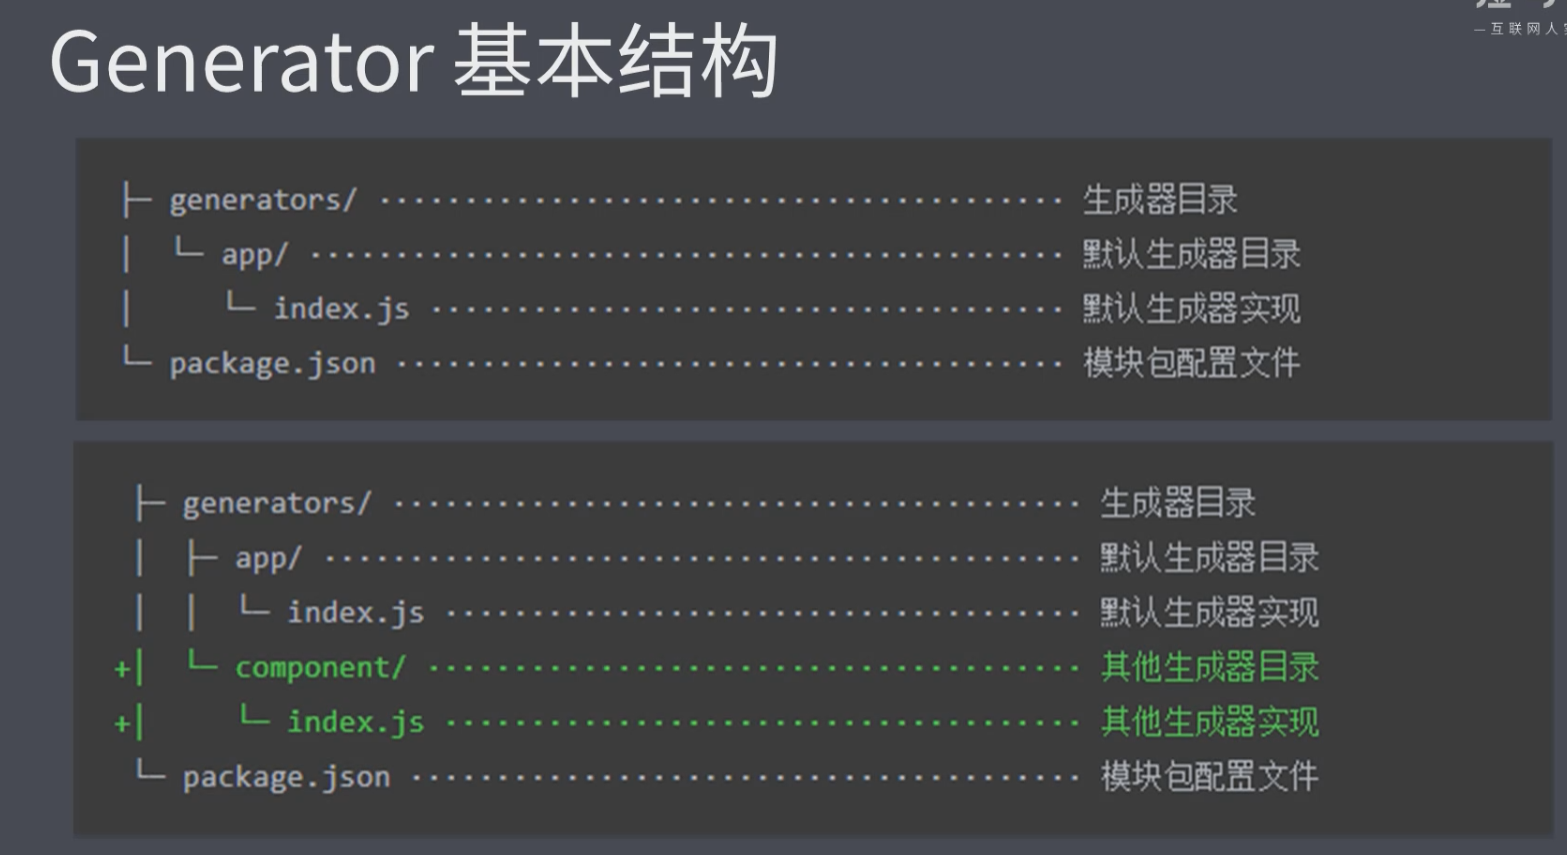 Generator 基本结构
—互联网人
├─ generators/ ········································ 生成器目录
│  └─ app/ ············································ 默认生成器目录
│     └─ index.js ····································· 默认生成器实现
└─ package.json ······································· 模块包配置文件
├─ generators/ ········································ 生成器目录
│  ├─ app/ ············································ 默认生成器目录
│  │  └─ index.js ····································· 默认生成器实现
+│  └─ component/ ······································ 其他生成器目录
+│     └─ index.js ····································· 其他生成器实现
└─ package.json ······································· 模块包配置文件